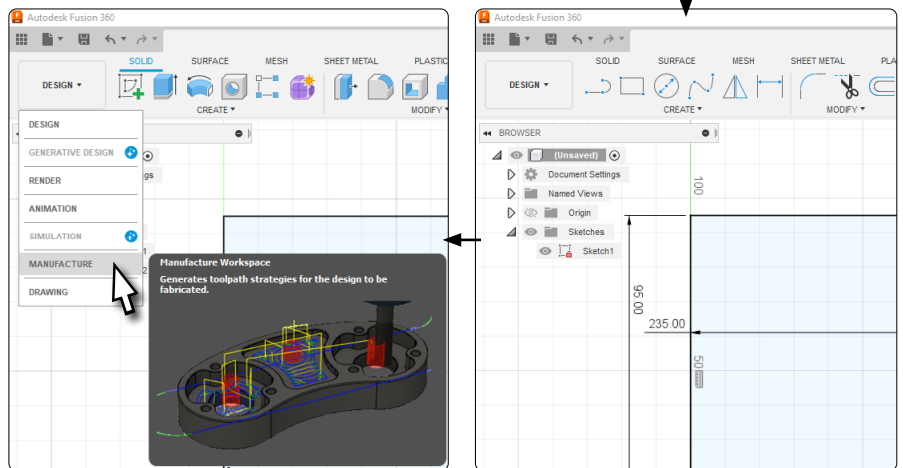 Autodesk Fusion 360
SOLID SURFACE MESH SHEET METAL PLASTIC
DESIGN
CREATE MODIFY
DESIGN
GENERATIVE DESIGN
RENDER
gs
ANIMATION
SIMULATION
1
MANUFACTURE
2
DRAWING
Manufacture Workspace
Generates toolpath strategies for the design to be
fabricated.
Autodesk Fusion 360
SOLID SURFACE MESH SHEET METAL PLA
DESIGN
CREATE MODIFY
BROWSER
(Unsaved)
Document Settings
Named Views
Origin
Sketches
Sketch1
100
95.00
235.00
50